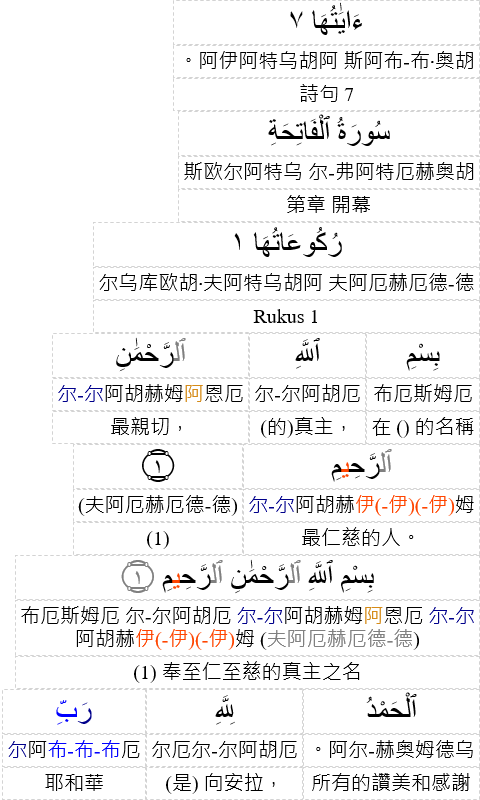 ءَايَٰتُهَا ٧
。阿伊阿特乌胡阿 斯阿布-布·奥胡
詩句 7
سُورَةُ ٱلْفَاتِحَةِ
斯欧尔阿特乌 尔-弗阿特厄赫奥胡
第章 開幕
رُكُوعَاتُهَا ١
尔乌库欧胡·夫阿特乌胡阿 夫阿厄赫厄德-德
Rukus 1
بِسْمِ ٱللَّهِ ٱلرَّحْمَٰنِ
布厄斯姆厄 尔-尔阿胡厄 尔-尔阿胡赫姆阿恩厄
在 () 的名稱 (的)真主， 最親切，
ٱلرَّحِيمِ ١
尔-尔阿胡赫伊(-伊)(-伊)姆 (夫阿厄赫厄德-德)
最仁慈的人。 (1)
بِسْمِ ٱللَّهِ ٱلرَّحْمَٰنِ ٱلرَّحِيمِ ١
布厄斯姆厄 尔-尔阿胡厄 尔-尔阿胡赫姆阿恩厄 尔-尔
阿胡赫伊(-伊)(-伊)姆 (夫阿厄赫厄德-德)
(1) 奉至仁至慈的真主之名
ٱلْحَمْدُ لِلَّهِ رَبِّ
。阿尔-赫奥姆德乌 尔厄尔-尔阿胡厄 尔阿布-布-布厄
所有的讚美和感謝 (是) 向安拉， 耶和華